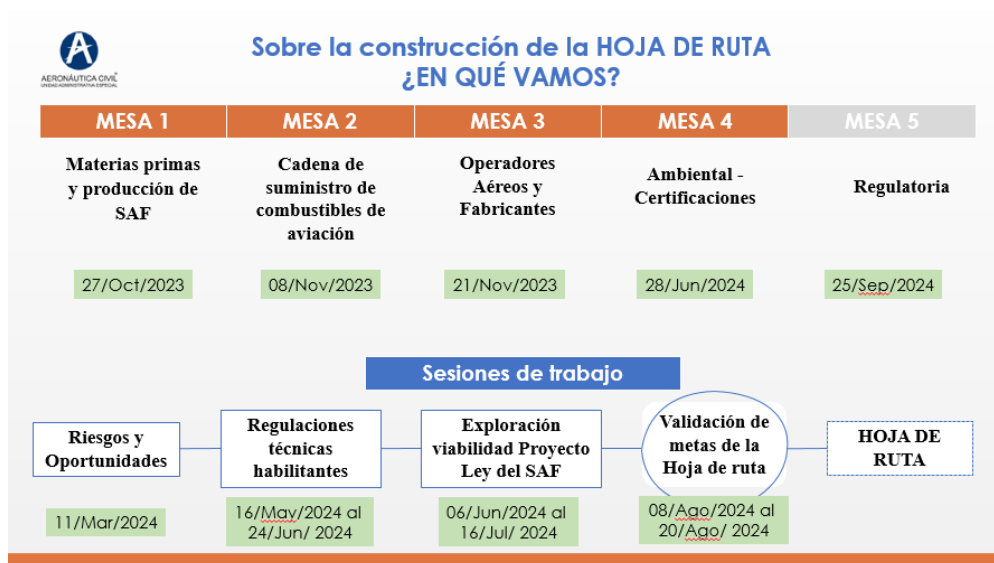 Sobre la construcción de la HOJA DE RUTA
¿EN QUÉ VAMOS?
AERONÁUTICA CIVIL
UNIDAD ADMINISTRATIVA ESPECIAL
MESA 1
MESA 2
MESA 3
MESA 4
MESA 5
Materias primas
y producción de
SAF
Cadena de
suministro de
combustibles de
aviación
Operadores
Aéreos y
Fabricantes
Ambiental -
Certificaciones
Regulatoria
27/Oct/2023
08/Nov/2023
21/Nov/2023
28/Jun/2024
25/Sep/2024
Sesiones de trabajo
Riesgos y
Oportunidades
Regulaciones
técnicas
habilitantes
Exploración
viabilidad Proyecto
Ley del SAF
Validación de
metas de la
Hoja de ruta
HOJA DE
RUTA
11/Mar/2024
16/May/2024 al
24/Jun/ 2024
06/Jun/2024 al
16/Jul/ 2024
08/Ago/2024 al
20/Ago/ 2024